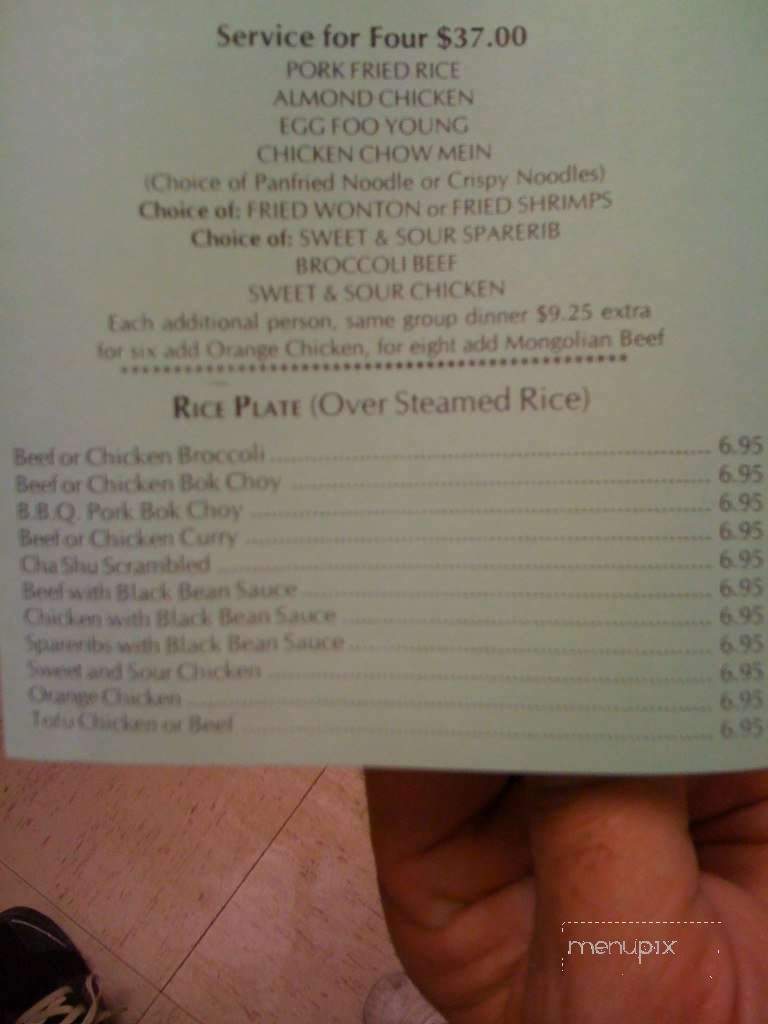 Service for Four $37.00
PORK FRIED RICE
ALMOND CHICKEN
EGG FOO YOUNG
CHICKEN CHOW MEIN
(Choice of Panfried Noodle or Crispy Noodles)
Choice of: FRIED WONTON or FRIED SHRIMPS
Choice of: SWEET & SOUR SPARERIB
BROCCOLI BEEF
SWEET & SOUR CHICKEN
Each additional person, same group dinner $9.25 extra
for six add Orange Chicken, for eight add Mongolian Beef
RICE PLATE (Over Steamed Rice)
Beef or Chicken Broccoli 6.95
Beef or Chicken Bok Choy 6.95
B.B.Q. Pork Bok Choy 6.95
Beef or Chicken Curry 6.95
Cha Shu Scrambled 6.95
Beef with Black Bean Sauce 6.95
Chicken with Black Bean Sauce 6.95
Spareribs with Black Bean Sauce 6.95
Sweet and Sour Chicken 6.95
Orange Chicken 6.95
Tofu Chicken or Beef 6.95
menupix